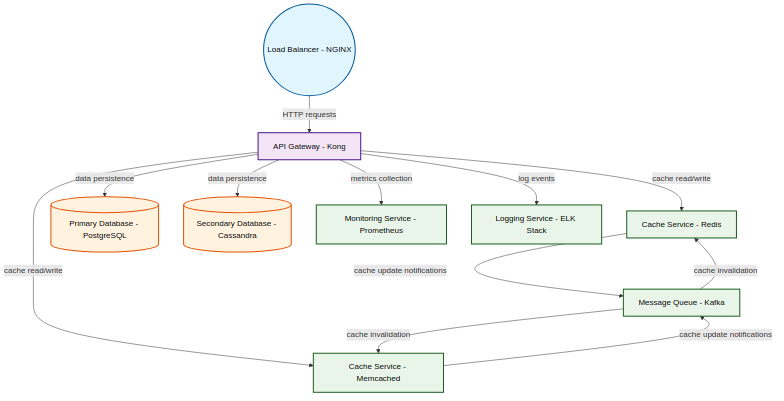 Load Balancer - NGINX
HTTP requests
API Gateway - Kong
data persistence
data persistence
metrics collection
log events
cache read/write
Primary Database -
PostgreSQL
Secondary Database -
Cassandra
Monitoring Service -
Prometheus
Logging Service - ELK
Stack
Cache Service - Redis
cache read/write
cache update notifications
cache invalidation
Message Queue - Kafka
cache invalidation
cache update notifications
Cache Service -
Memcached